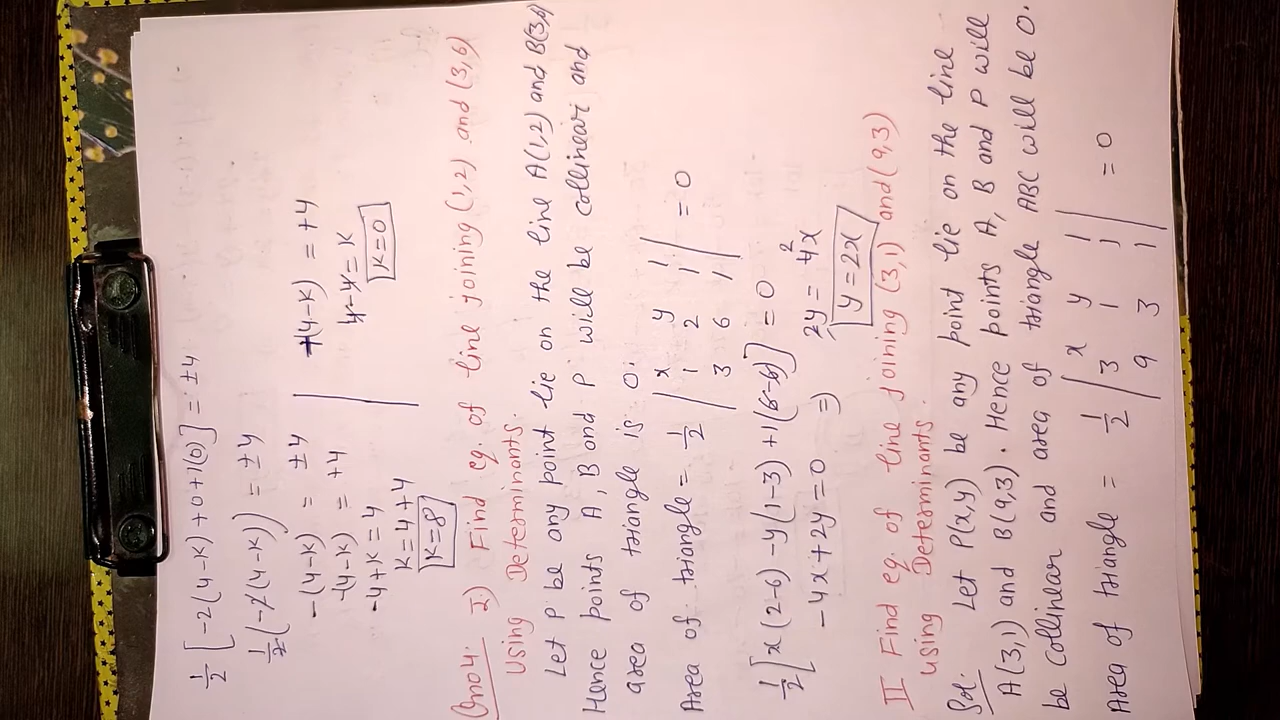 1/2 [-2(4-K)+0+1(0)] = ±4
1/2(-2(4-K)) = ±4
-(4-K) = ±4
-(4-K) = +4
-4+K=4
K=4+4
K=8
+(4-K) = +4
4-4=K
K=0
Qno4. I.) Find eq. of line joining (1,2) and (3,6)
Using Determinants.
Let P be any point lie on the line A(1,2) and B(3,6)
Hence points A, B and P will be collinear and
area of triangle is 0.
Area of triangle = 1/2 | x y 1 |
| 1 2 1 | = 0
| 3 6 1 |
1/2 [x(2-6)-y(1-3)+1(6-6)] = 0
-4x+2y=0 ⇒ 2y = 4x 2
y=2x
II Find eq. of line joining (3,1) and (9,3)
using Determinants.
Sol. Let P(x,y) be any point lie on the line
A(3,1) and B(9,3). Hence points A, B and P will
be collinear and area of triangle ABC will be 0.
Area of triangle = 1/2 | x y 1 |
| 3 1 1 | = 0
| 9 3 1 |